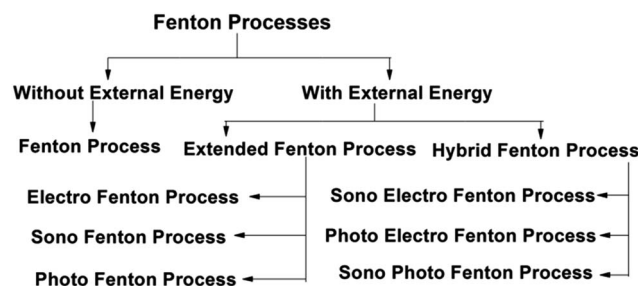 Fenton Processes
Without External Energy
With External Energy
Fenton Process
Extended Fenton Process
Hybrid Fenton Process
Electro Fenton Process
Sono Fenton Process
Photo Fenton Process
Sono Electro Fenton Process
Photo Electro Fenton Process
Sono Photo Fenton Process